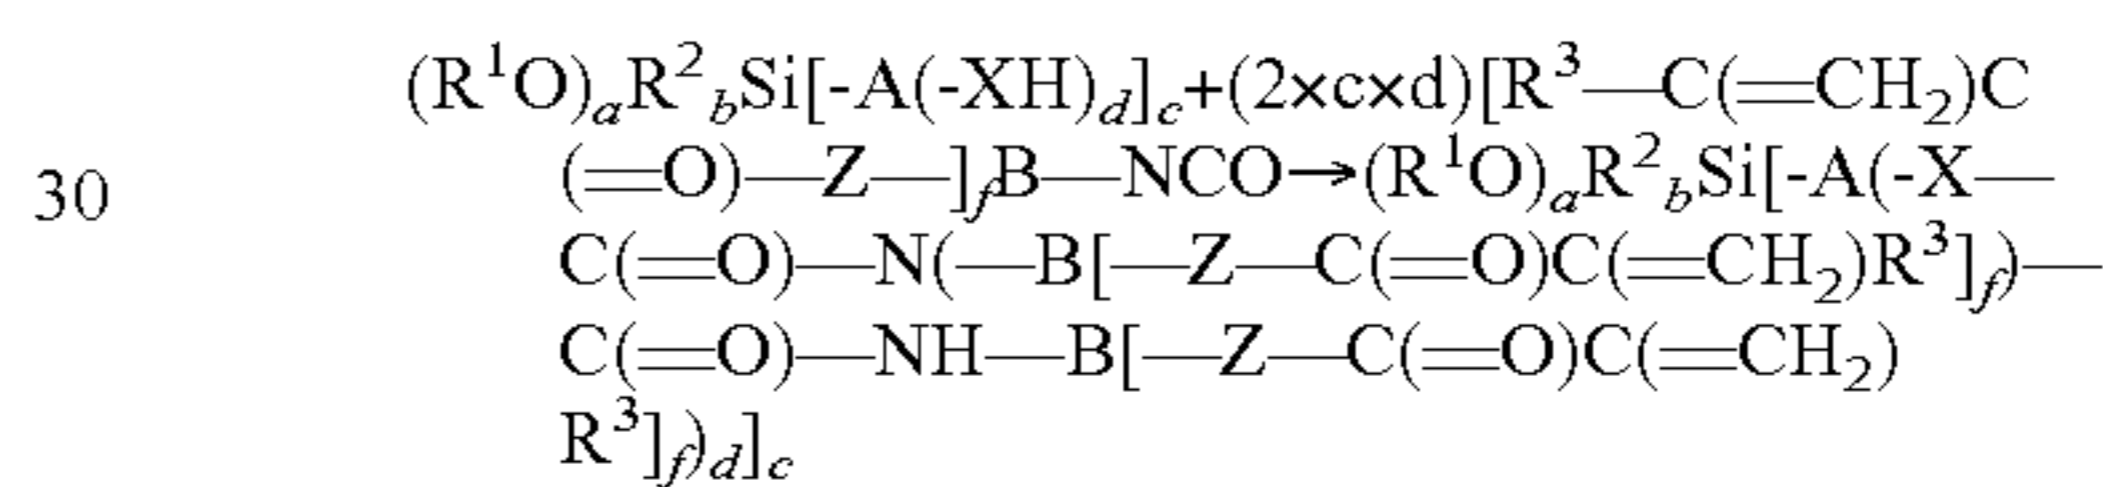 (R¹O)ₐR²_bSi[-A(-XH)_d]_c+(2×c×d)[R³—C(=CH₂)C
30 (=O)—Z—]_fB—NCO→(R¹O)ₐR²_bSi[-A(-X—
C(=O)—N(—B[—Z—C(=O)C(=CH₂)R³]_f)—
C(=O)—NH—B[—Z—C(=O)C(=CH₂)
R³]_f)_d]_c